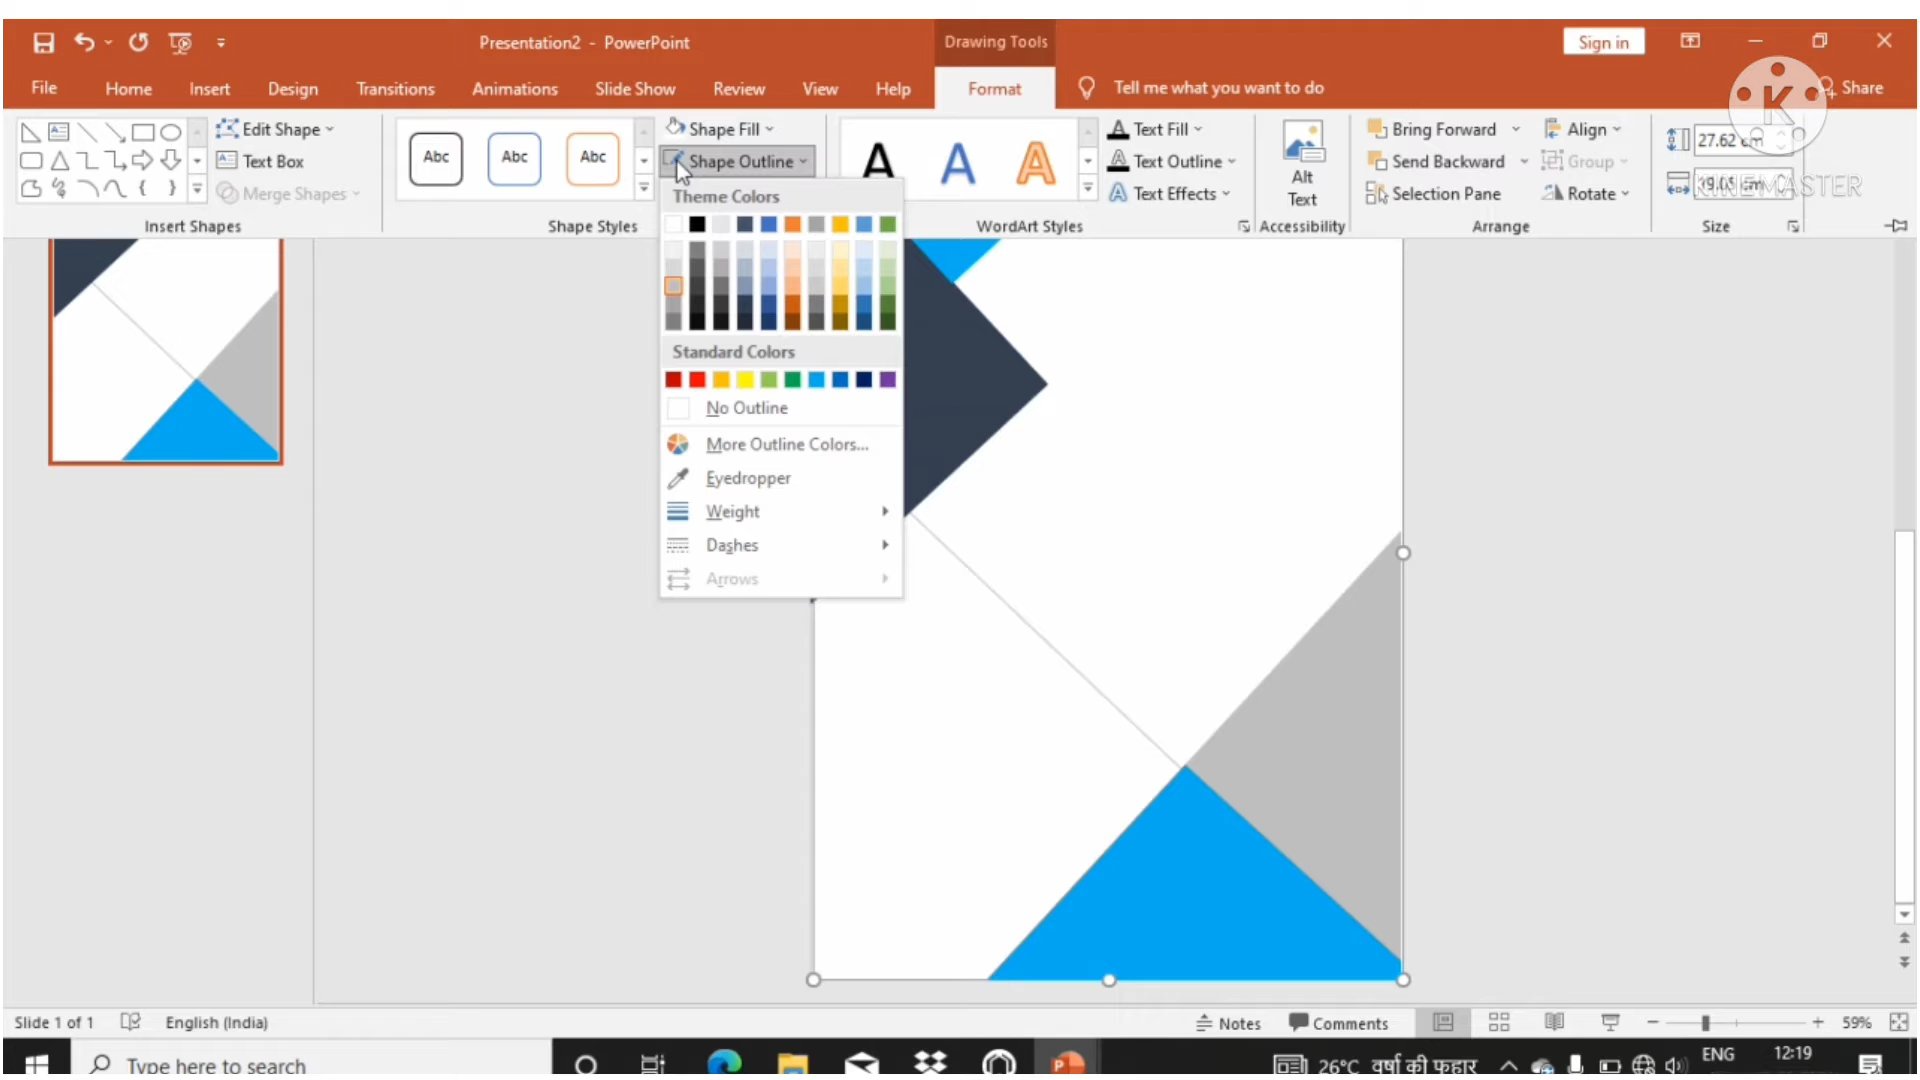 Presentation2 - PowerPoint
Drawing Tools
Sign in
File Home Insert Design Transitions Animations Slide Show Review View Help Format Tell me what you want to do Share
Edit Shape
Text Box
Merge Shapes
Insert Shapes
Abc Abc Abc
Shape Styles
Shape Fill
Shape Outline
Theme Colors
Standard Colors
No Outline
More Outline Colors...
Eyedropper
Weight
Dashes
Arrows
A A A
Text Fill
Text Outline
Text Effects
WordArt Styles
Alt
Text
Accessibility
Bring Forward
Send Backward
Selection Pane
Align
Group
Rotate
Arrange
27.62 cm
19.05 cm
Size
K
KINEMASTER
Slide 1 of 1 English (India) Notes Comments 59%
Type here to search
26°C वर्षा की फुहार ENG 12:19